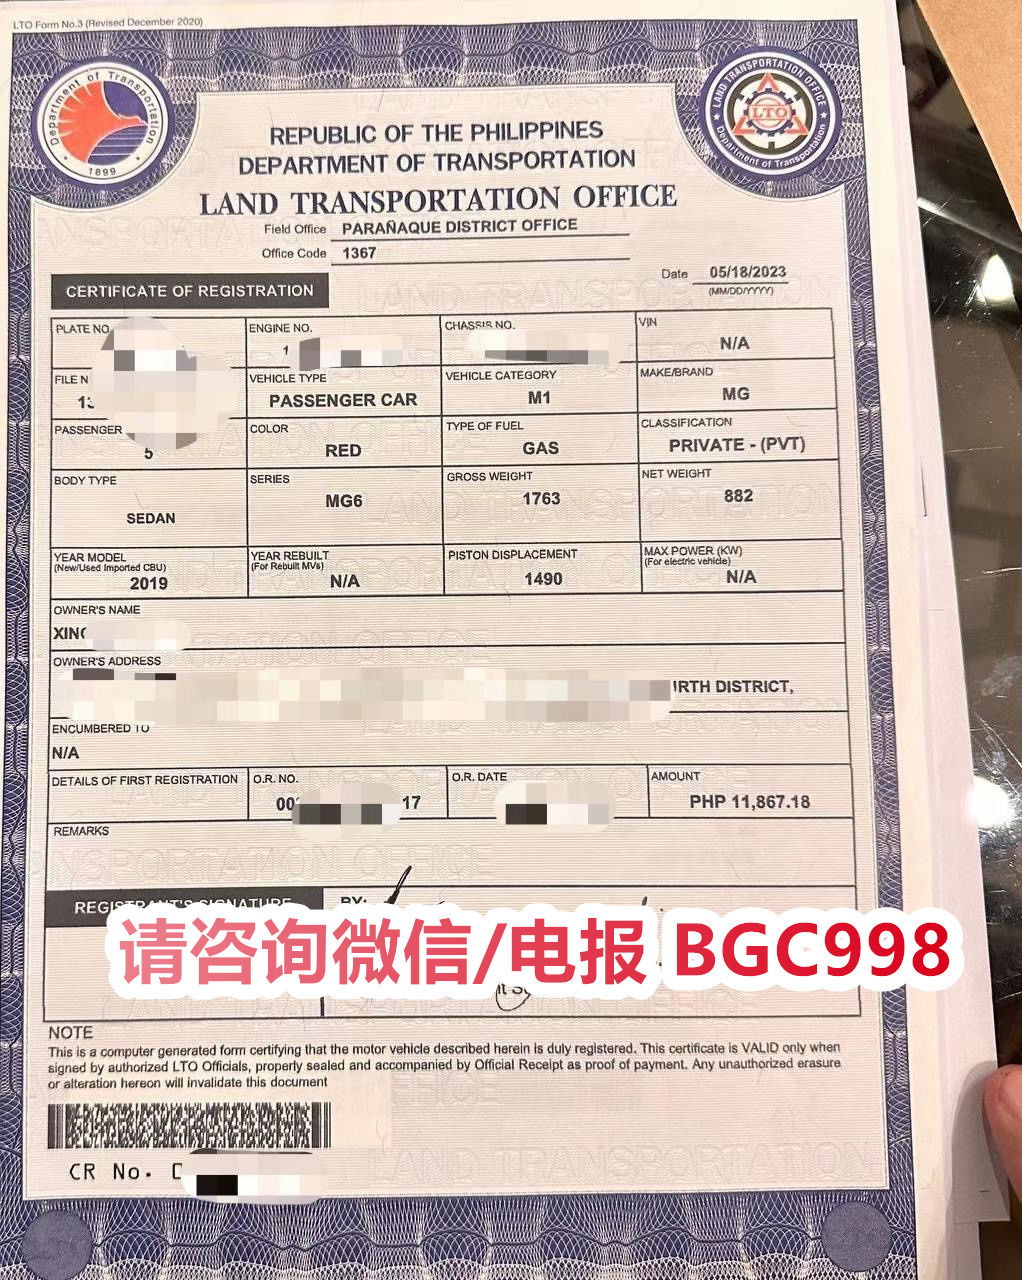 LTO Form No.3 (Revised December 2020)
Department of Transportation
1899
LAND TRANSPORTATION OFFICE
LTO
Department of Transportation
REPUBLIC OF THE PHILIPPINES
DEPARTMENT OF TRANSPORTATION
LAND TRANSPORTATION OFFICE
Field Office PARAÑAQUE DISTRICT OFFICE
Office Code 1367
Date 05/18/2023
(MM/DD/YYYY)
CERTIFICATE OF REGISTRATION
PLATE NO. ENGINE NO. CHASSIS NO. VIN
1 N/A
FILE N VEHICLE TYPE VEHICLE CATEGORY MAKE/BRAND
PASSENGER CAR M1 MG
PASSENGER COLOR TYPE OF FUEL CLASSIFICATION
5 RED GAS PRIVATE - (PVT)
BODY TYPE SERIES GROSS WEIGHT NET WEIGHT
SEDAN MG6 1763 882
YEAR MODEL YEAR REBUILT PISTON DISPLACEMENT MAX POWER (KW)
(New/Used Imported CBU) (For Rebuilt MVs) (For electric vehicle)
2019 N/A 1490 N/A
OWNER'S NAME
XING
OWNER'S ADDRESS
DISTRICT,
ENCUMBERED TO
N/A
DETAILS OF FIRST REGISTRATION O.R. NO. O.R. DATE AMOUNT
00 17 PHP 11,867.18
REMARKS
REGISTRANT'S SIGNATURE BY:
请咨询微信/电报 BGC998
NOTE
This is a computer generated form certifying that the motor vehicle described herein is duly registered. This certificate is VALID only when
signed by authorized LTO Officials, properly sealed and accompanied by Official Receipt as proof of payment. Any unauthorized erasure
or alteration hereon will invalidate this document
CR No.